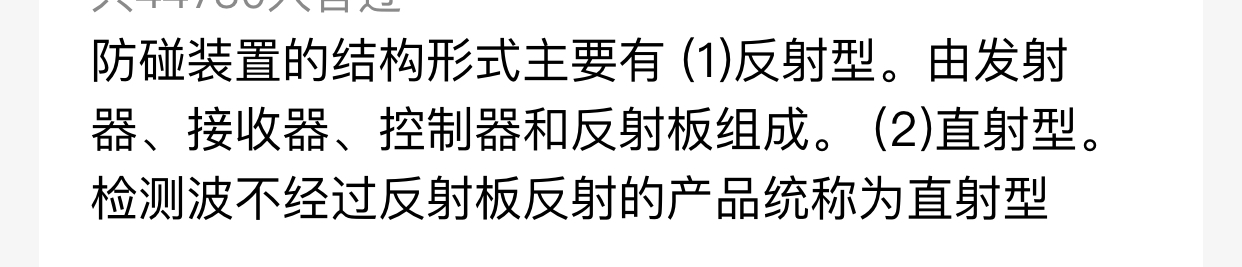 防碰装置的结构形式主要有 (1)反射型。由发射
器、接收器、控制器和反射板组成。 (2)直射型。
检测波不经过反射板反射的产品统称为直射型